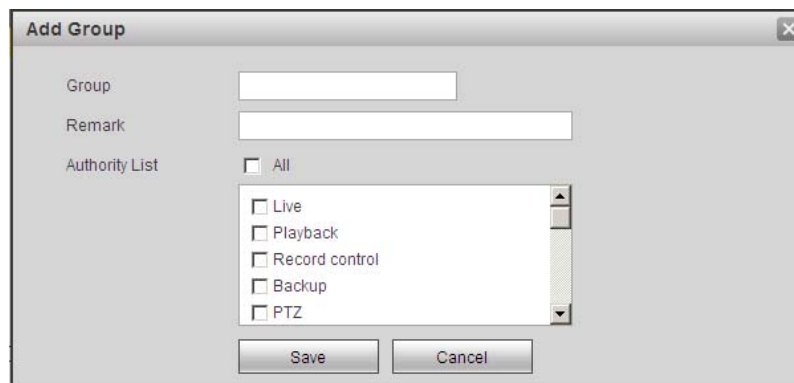 Add Group
Group
Remark
Authority List All
Live
Playback
Record control
Backup
PTZ
Save Cancel